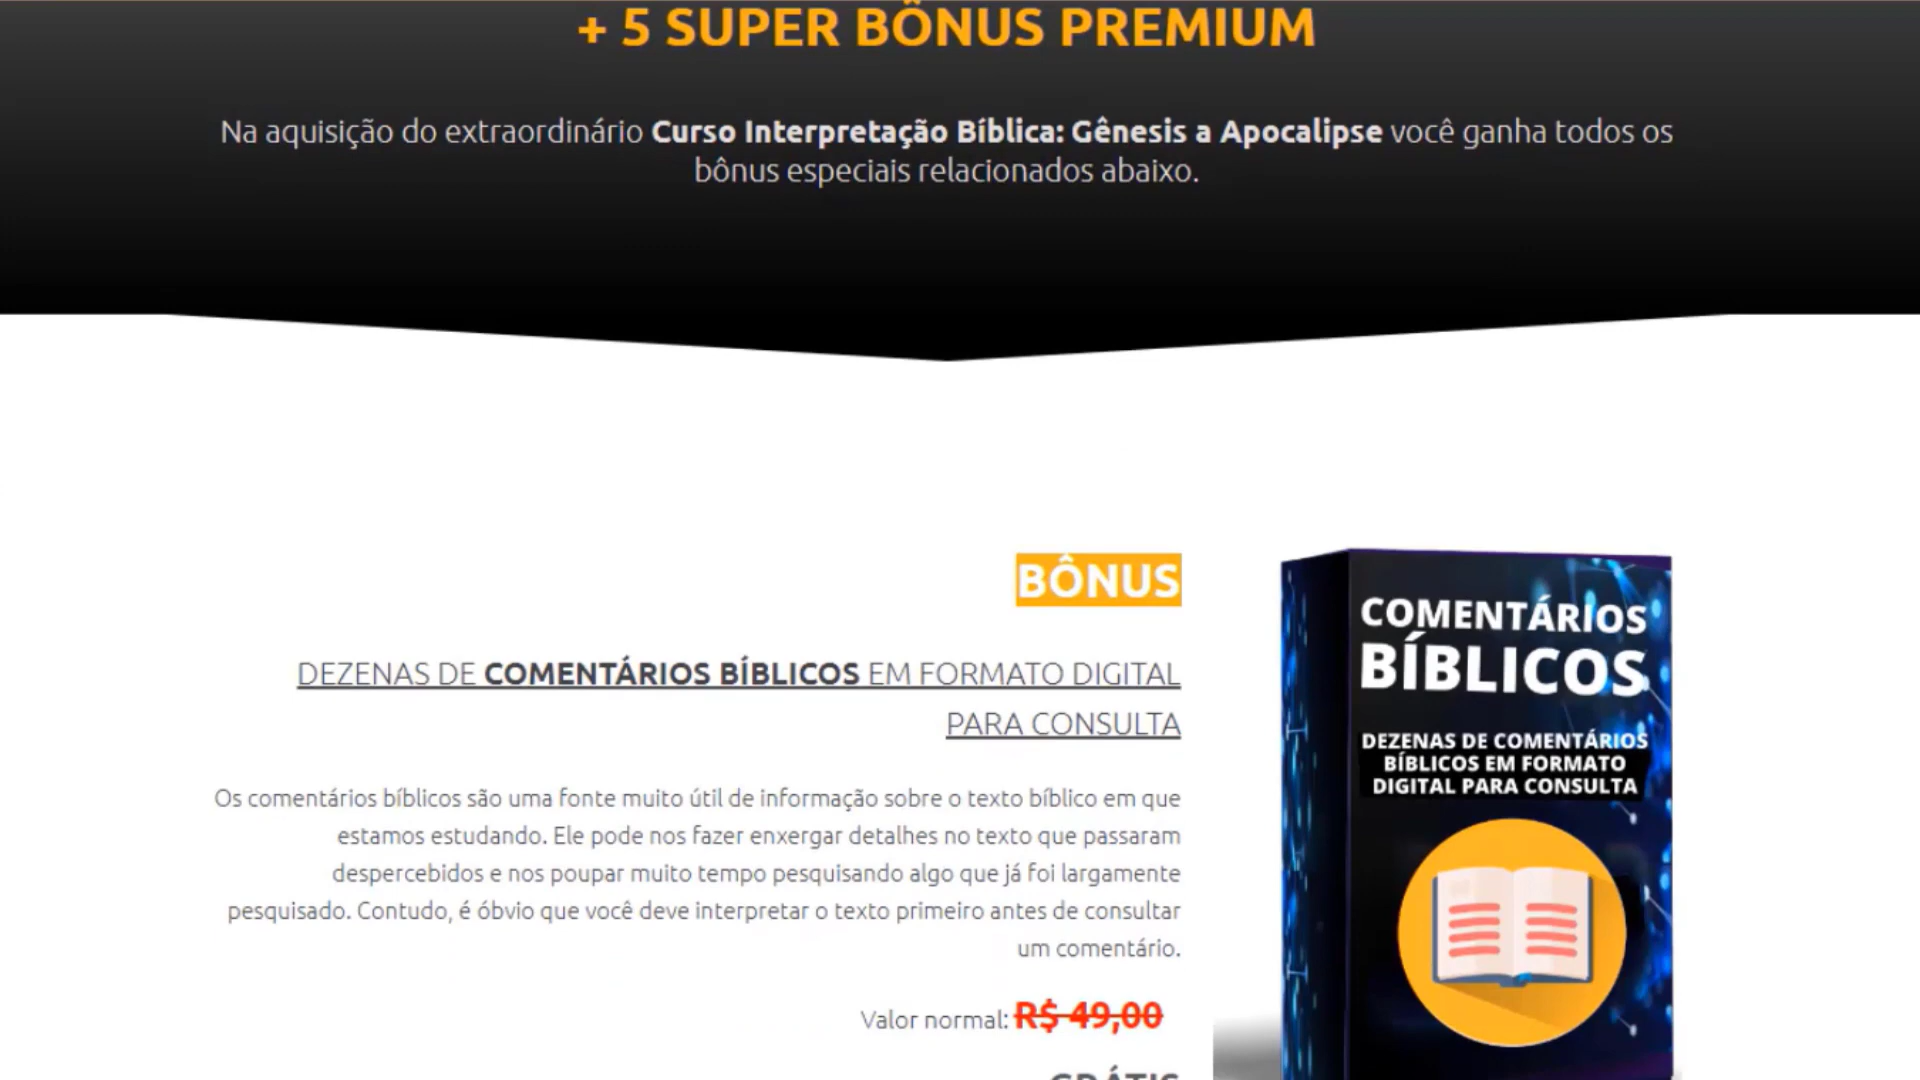 + 5 SUPER BÔNUS PREMIUM
Na aquisição do extraordinário Curso Interpretação Bíblica: Gênesis a Apocalipse você ganha todos os
bônus especiais relacionados abaixo.
BÔNUS
DEZENAS DE COMENTÁRIOS BÍBLICOS EM FORMATO DIGITAL
PARA CONSULTA
Os comentários bíblicos são uma fonte muito útil de informação sobre o texto bíblico em que
estamos estudando. Ele pode nos fazer enxergar detalhes no texto que passaram
despercebidos e nos poupar muito tempo pesquisando algo que já foi largamente
pesquisado. Contudo, é óbvio que você deve interpretar o texto primeiro antes de consultar
um comentário.
Valor normal: R$ 49,00
GRÁTIS
COMENTÁRIOS
BÍBLICOS
DEZENAS DE COMENTÁRIOS
BÍBLICOS EM FORMATO
DIGITAL PARA CONSULTA